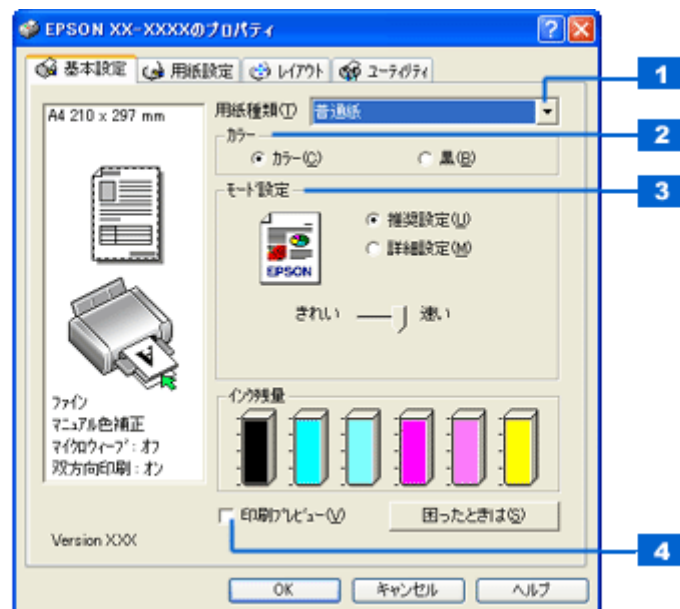 EPSON XX-XXXXのプロパティ
基本設定 用紙設定 レイアウト ユーティリティ
1
A4 210 x 297 mm
用紙種類(T) 普通紙
カラー
2
カラー(C) 黒(B)
モード設定
3
推奨設定(U)
詳細設定(M)
EPSON
きれい 速い
A
ファイン
マニュアル色補正
マイクロウィーブ:オフ
双方向印刷:オン
インク残量
印刷プレビュー(V) 困ったときは(S)
Version XXX
4
OK キャンセル ヘルプ